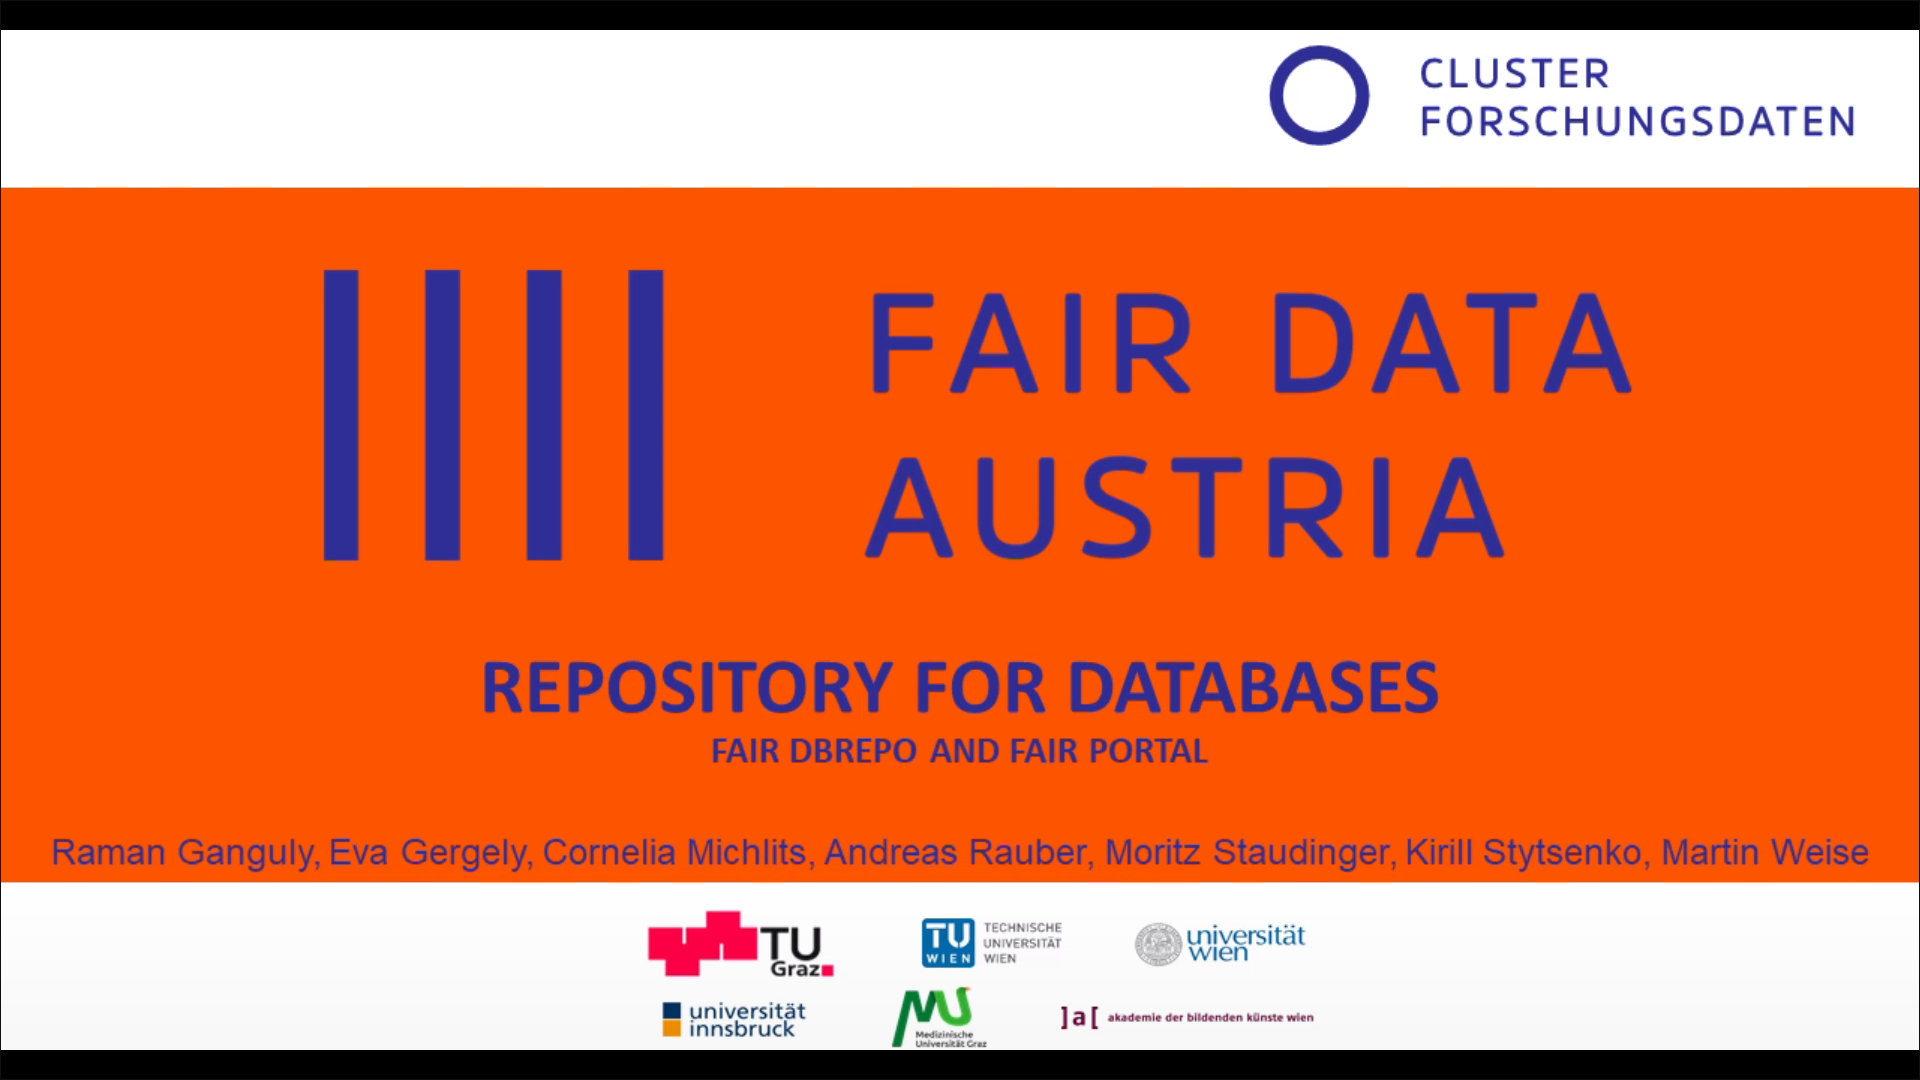 CLUSTER
FORSCHUNGSDATEN
FAIR DATA
AUSTRIA
REPOSITORY FOR DATABASES
FAIR DBREPO AND FAIR PORTAL
Raman Ganguly, Eva Gergely, Cornelia Michlits, Andreas Rauber, Moritz Staudinger, Kirill Stytsenko, Martin Weise
TU
Graz
TU
WIEN
TECHNISCHE
UNIVERSITÄT
WIEN
universität
wien
universität
innsbruck
Medizinische
Universität Graz
]a[ akademie der bildenden künste wien